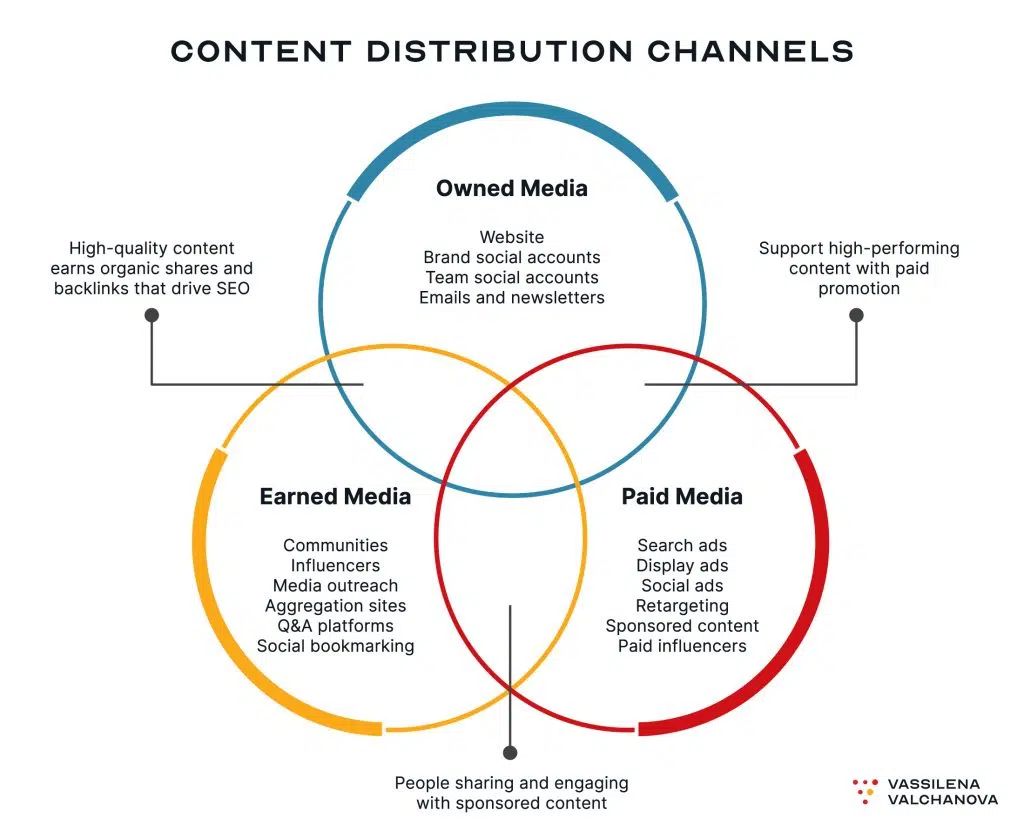 CONTENT DISTRIBUTION CHANNELS
Owned Media
Website
Brand social accounts
Team social accounts
Emails and newsletters
High-quality content
earns organic shares and
backlinks that drive SEO
Support high-performing
content with paid
promotion
Earned Media
Communities
Influencers
Media outreach
Aggregation sites
Q&A platforms
Social bookmarking
Paid Media
Search ads
Display ads
Social ads
Retargeting
Sponsored content
Paid influencers
People sharing and engaging
with sponsored content
VASSILENA
VALCHANOVA